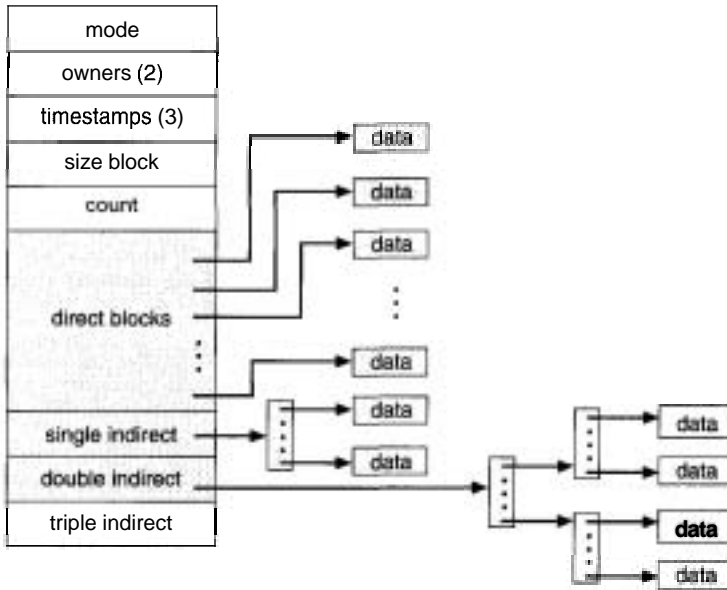 mode
owners (2)
timestamps (3)
size block
count
direct blocks
single indirect
double indirect
triple indirect
data
data
data
data
data
data
data
data
data
data